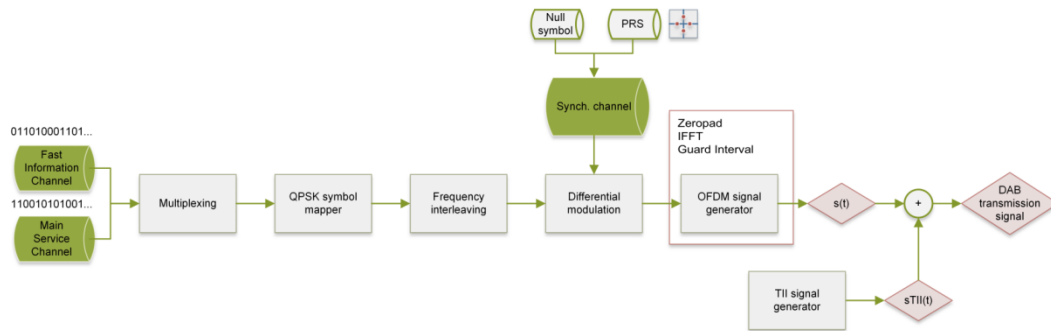 Null
symbol
PRS
Synch. channel
Zeropad
IFFT
Guard Interval
011010001101...
Fast
Information
Channel
110010101001...
Main
Service
Channel
Multiplexing
QPSK symbol
mapper
Frequency
interleaving
Differential
modulation
OFDM signal
generator
s(t)
+
DAB
transmission
signal
TII signal
generator
sTII(t)